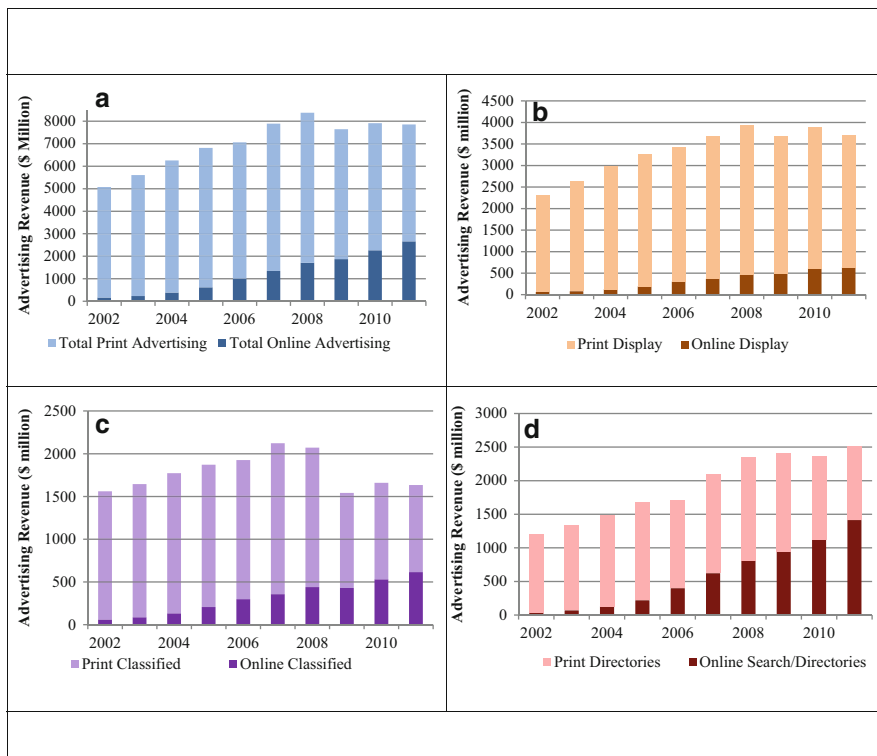 a
Advertising Revenue ($ Million)
8000
7000
6000
5000
4000
3000
2000
1000
0
2002 2004 2006 2008 2010
Total Print Advertising Total Online Advertising
b
Advertising Revenue ($ million)
4500
4000
3500
3000
2500
2000
1500
1000
500
0
2002 2004 2006 2008 2010
Print Display Online Display
c
Advertising Revenue ($ million)
2500
2000
1500
1000
500
0
2002 2004 2006 2008 2010
Print Classified Online Classified
d
Advertising Revenue ($ million)
3000
2500
2000
1500
1000
500
0
2002 2004 2006 2008 2010
Print Directories Online Search/Directories